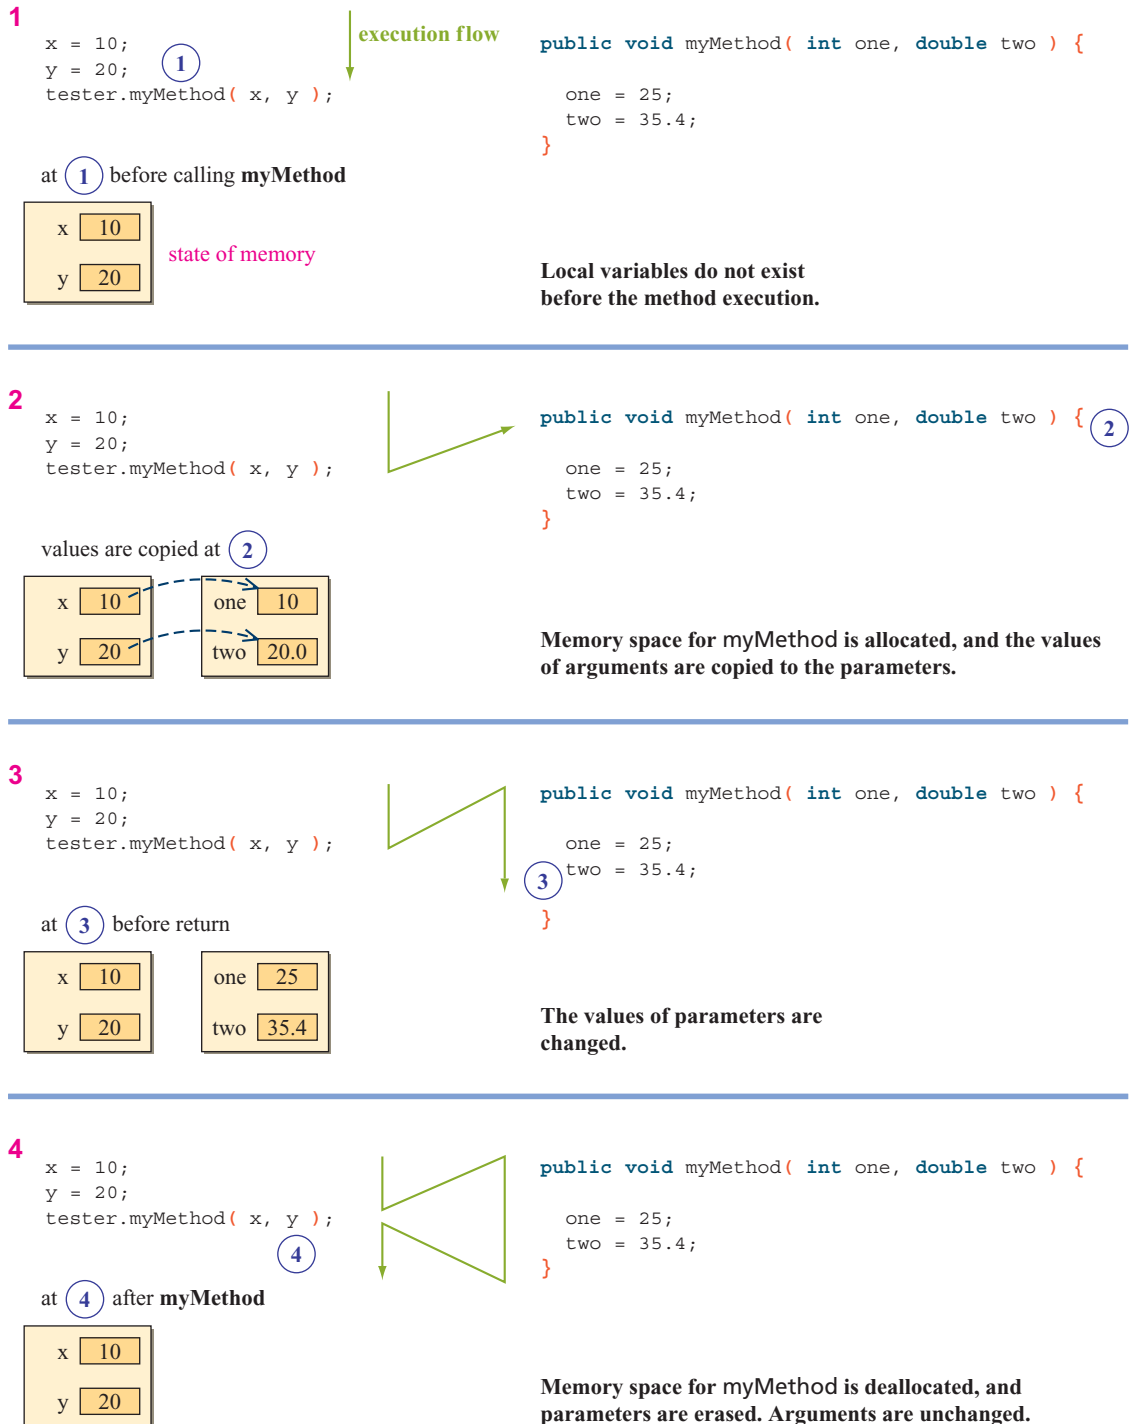 1
x = 10;
y = 20;
1
tester.myMethod( x, y );
execution flow
public void myMethod( int one, double two ) {
one = 25;
two = 35.4;
}
at 1 before calling myMethod
x 10
y 20
state of memory
Local variables do not exist
before the method execution.
2
x = 10;
y = 20;
tester.myMethod( x, y );
public void myMethod( int one, double two ) { 2
one = 25;
two = 35.4;
}
values are copied at 2
x 10 one 10
y 20 two 20.0
Memory space for myMethod is allocated, and the values
of arguments are copied to the parameters.
3
x = 10;
y = 20;
tester.myMethod( x, y );
public void myMethod( int one, double two ) {
one = 25;
two = 35.4;
3
}
at 3 before return
x 10 one 25
y 20 two 35.4
The values of parameters are
changed.
4
x = 10;
y = 20;
tester.myMethod( x, y );
4
public void myMethod( int one, double two ) {
one = 25;
two = 35.4;
}
at 4 after myMethod
x 10
y 20
Memory space for myMethod is deallocated, and
parameters are erased. Arguments are unchanged.